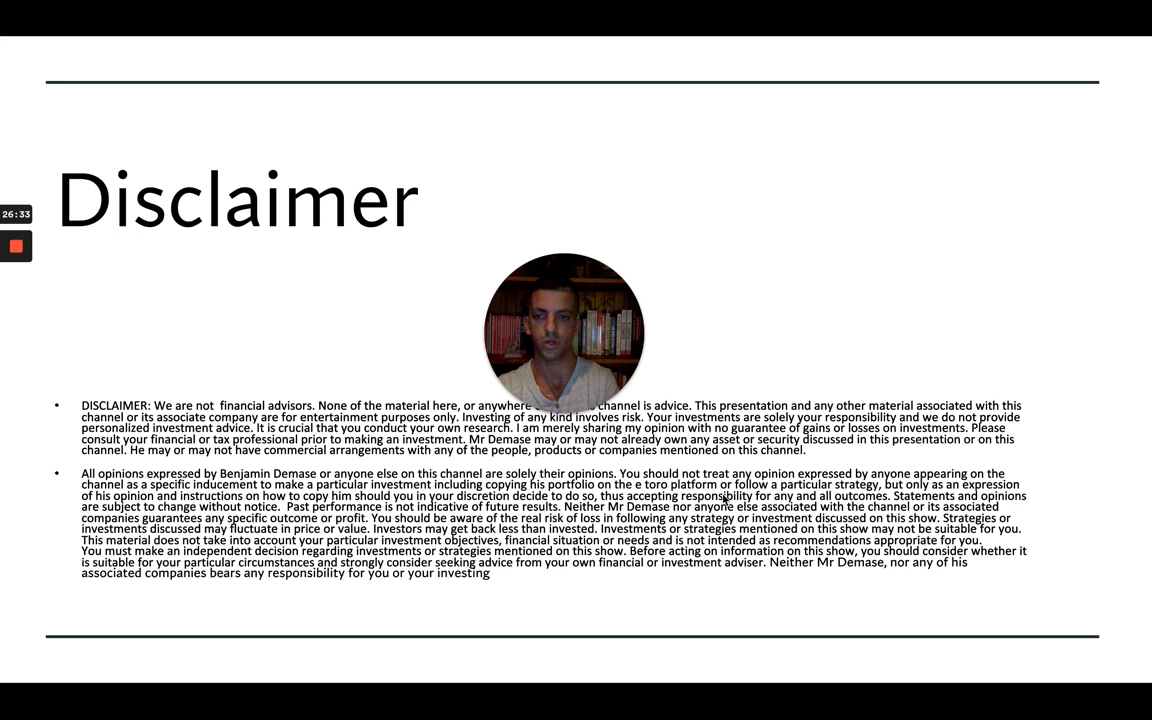 Disclaimer
26:33
• DISCLAIMER: We are not  financial advisors. None of the material here, or anywhere channel is advice. This presentation and any other material associated with this
channel or its associate company are for entertainment purposes only. Investing of any kind involves risk. Your investments are solely your responsibility and we do not provide
personalized investment advice. It is crucial that you conduct your own research. I am merely sharing my opinion with no guarantee of gains or losses on investments. Please
consult your financial or tax professional prior to making an investment. Mr Demase may or may not already own any asset or security discussed in this presentation or on this
channel. He may or may not have commercial arrangements with any of the people, products or companies mentioned on this channel.
• All opinions expressed by Benjamin Demase or anyone else on this channel are solely their opinions. You should not treat any opinion expressed by anyone appearing on the
channel as a specific inducement to make a particular investment including copying his portfolio on the e toro platform or follow a particular strategy, but only as an expression
of his opinion and instructions on how to copy him should you in your discretion decide to do so, thus accepting responsibility for any and all outcomes. Statements and opinions
are subject to change without notice.  Past performance is not indicative of future results. Neither Mr Demase nor anyone else associated with the channel or its associated
companies guarantees any specific outcome or profit. You should be aware of the real risk of loss in following any strategy or investment discussed on this show. Strategies or
investments discussed may fluctuate in price or value. Investors may get back less than invested. Investments or strategies mentioned on this show may not be suitable for you.
This material does not take into account your particular investment objectives, financial situation or needs and is not intended as recommendations appropriate for you.
You must make an independent decision regarding investments or strategies mentioned on this show. Before acting on information on this show, you should consider whether it
is suitable for your particular circumstances and strongly consider seeking advice from your own financial or investment adviser. Neither Mr Demase, nor any of his
associated companies bears any responsibility for you or your investing